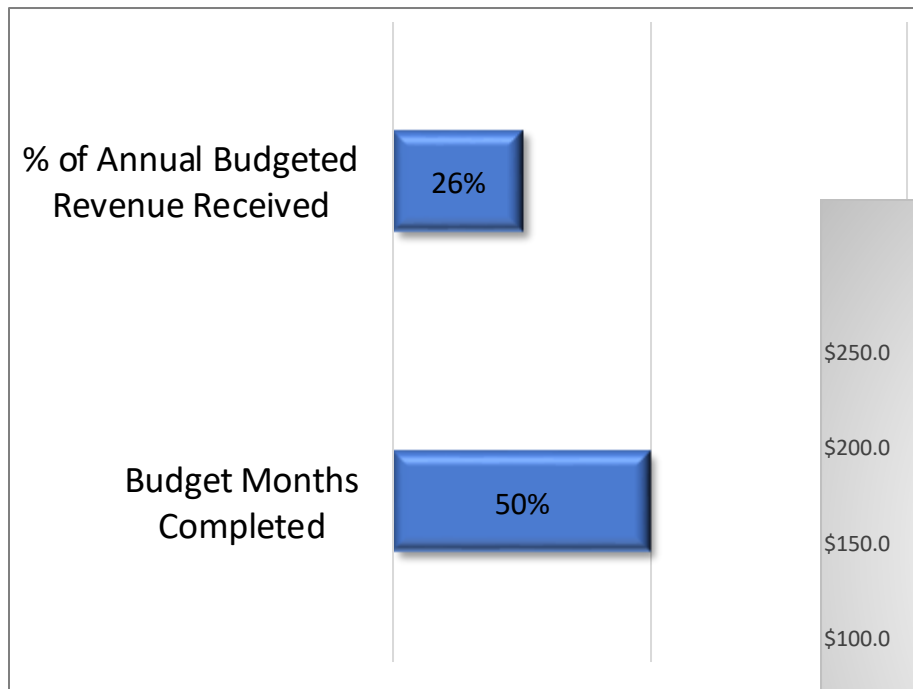 % of Annual Budgeted
Revenue Received
26%
Budget Months
Completed
50%
$250.0
$200.0
$150.0
$100.0